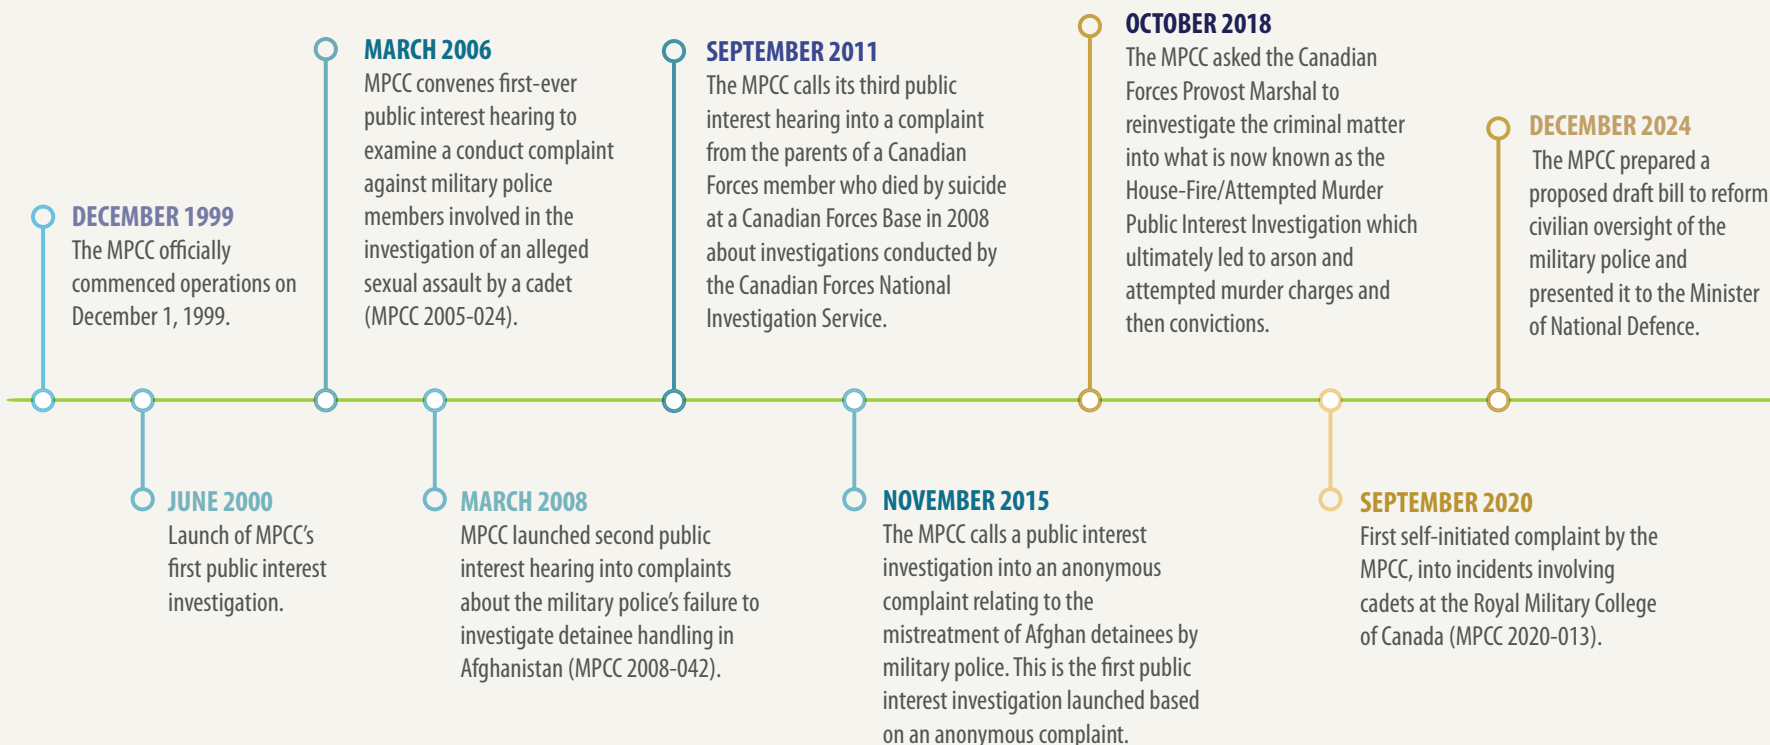 DECEMBER 1999
The MPCC officially
commenced operations on
December 1, 1999.
JUNE 2000
Launch of MPCC’s
first public interest
investigation.
MARCH 2006
MPCC convenes first-ever
public interest hearing to
examine a conduct complaint
against military police
members involved in the
investigation of an alleged
sexual assault by a cadet
(MPCC 2005-024).
MARCH 2008
MPCC launched second public
interest hearing into complaints
about the military police’s failure to
investigate detainee handling in
Afghanistan (MPCC 2008-042).
SEPTEMBER 2011
The MPCC calls its third public
interest hearing into a complaint
from the parents of a Canadian
Forces member who died by suicide
at a Canadian Forces Base in 2008
about investigations conducted by
the Canadian Forces National
Investigation Service.
NOVEMBER 2015
The MPCC calls a public interest
investigation into an anonymous
complaint relating to the
mistreatment of Afghan detainees by
military police. This is the first public
interest investigation launched based
on an anonymous complaint.
OCTOBER 2018
The MPCC asked the Canadian
Forces Provost Marshal to
reinvestigate the criminal matter
into what is now known as the
House-Fire/Attempted Murder
Public Interest Investigation which
ultimately led to arson and
attempted murder charges and
then convictions.
SEPTEMBER 2020
First self-initiated complaint by the
MPCC, into incidents involving
cadets at the Royal Military College
of Canada (MPCC 2020-013).
DECEMBER 2024
The MPCC prepared a
proposed draft bill to reform
civilian oversight of the
military police and
presented it to the Minister
of National Defence.